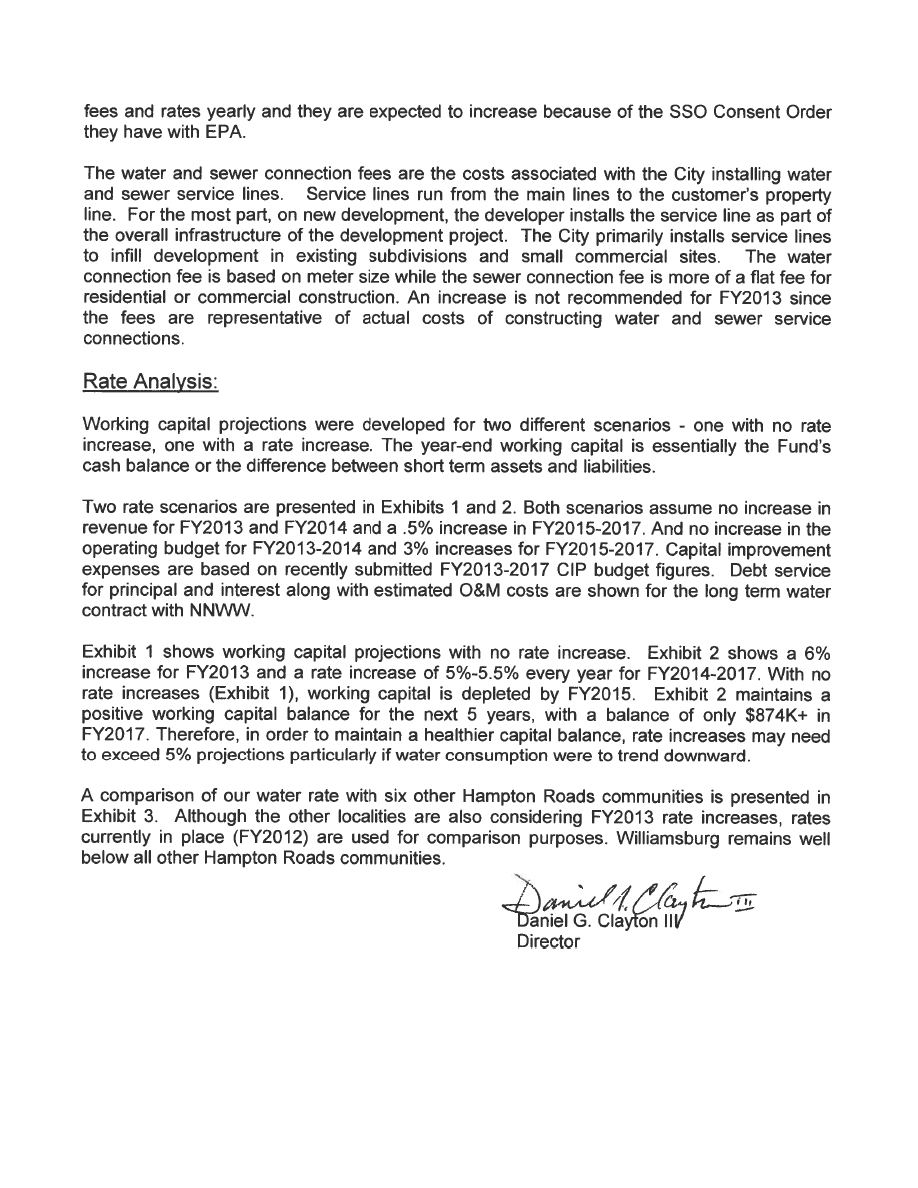 fees and rates yearly and they are expected to increase because of the SSO Consent Order
they have with EPA.
The water and sewer connection fees are the costs associated with the City installing water
and sewer service lines. Service lines run from the main lines to the customer's property
line. For the most part, on new development, the developer installs the service line as part of
the overall infrastructure of the development project. The City primarily installs service lines
to infill development in existing subdivisions and small commercial sites. The water
connection fee is based on meter size while the sewer connection fee is more of a flat fee for
residential or commercial construction. An increase is not recommended for FY2013 since
the fees are representative of actual costs of constructing water and sewer service
connections.
Rate Analysis:
Working capital projections were developed for two different scenarios - one with no rate
increase, one with a rate increase. The year-end working capital is essentially the Fund's
cash balance or the difference between short term assets and liabilities.
Two rate scenarios are presented in Exhibits 1 and 2. Both scenarios assume no increase in
revenue for FY2013 and FY2014 and a .5% increase in FY2015-2017. And no increase in the
operating budget for FY2013-2014 and 3% increases for FY2015-2017. Capital improvement
expenses are based on recently submitted FY2013-2017 CIP budget figures. Debt service
for principal and interest along with estimated O&M costs are shown for the long term water
contract with NNWW.
Exhibit 1 shows working capital projections with no rate increase. Exhibit 2 shows a 6%
increase for FY2013 and a rate increase of 5%-5.5% every year for FY2014-2017. With no
rate increases (Exhibit 1), working capital is depleted by FY2015. Exhibit 2 maintains a
positive working capital balance for the next 5 years, with a balance of only $874K+ in
FY2017. Therefore, in order to maintain a healthier capital balance, rate increases may need
to exceed 5% projections particularly if water consumption were to trend downward.
A comparison of our water rate with six other Hampton Roads communities is presented in
Exhibit 3. Although the other localities are also considering FY2013 rate increases, rates
currently in place (FY2012) are used for comparison purposes. Williamsburg remains well
below all other Hampton Roads communities.
Daniel G. Clayton III
Daniel G. Clayton III
Director